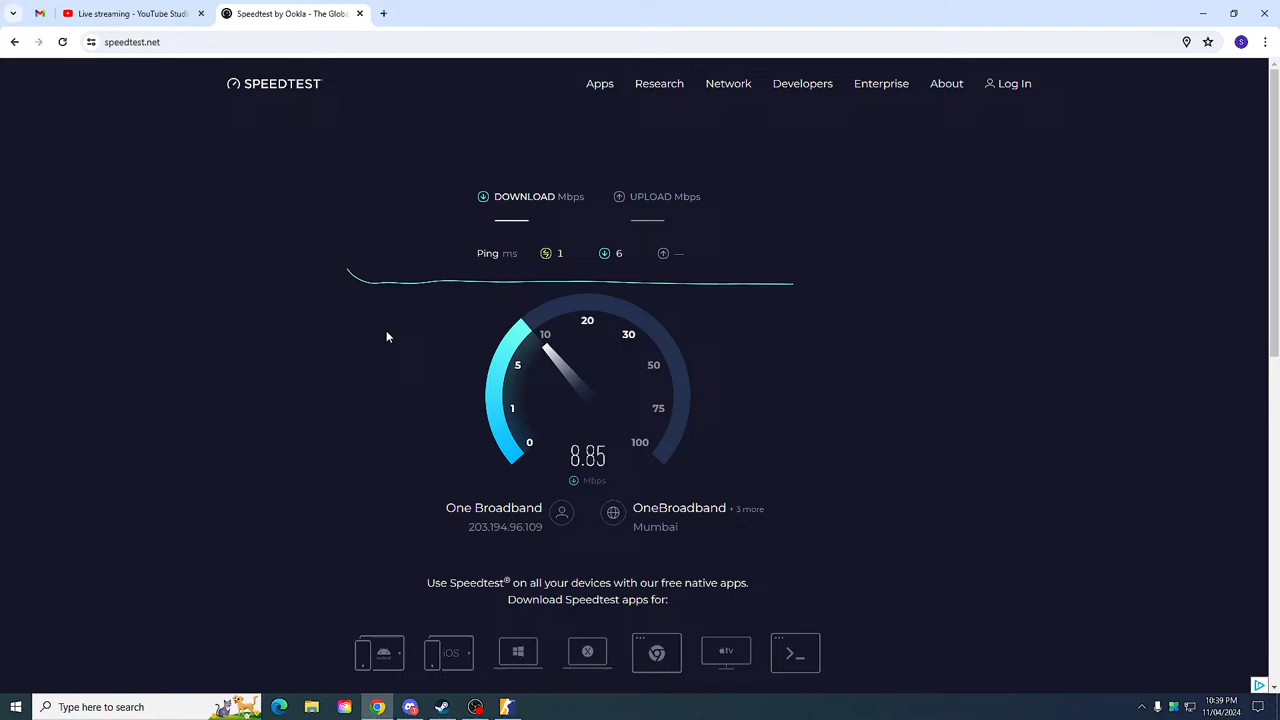 Live streaming - YouTube Studi
Speedtest by Ookla - The Globa
speedtest.net
S
SPEEDTEST
Apps Research Network Developers Enterprise About Log In
DOWNLOAD Mbps UPLOAD Mbps
Ping ms 1 6 —
20
10 30
5 50
1 75
0 100
8.85
Mbps
One Broadband OneBroadband + 3 more
203.194.96.109 Mumbai
Use Speedtest® on all your devices with our free native apps.
Download Speedtest apps for:
android iOS X tv >_
Type here to search
10:39 PM
11/04/2024